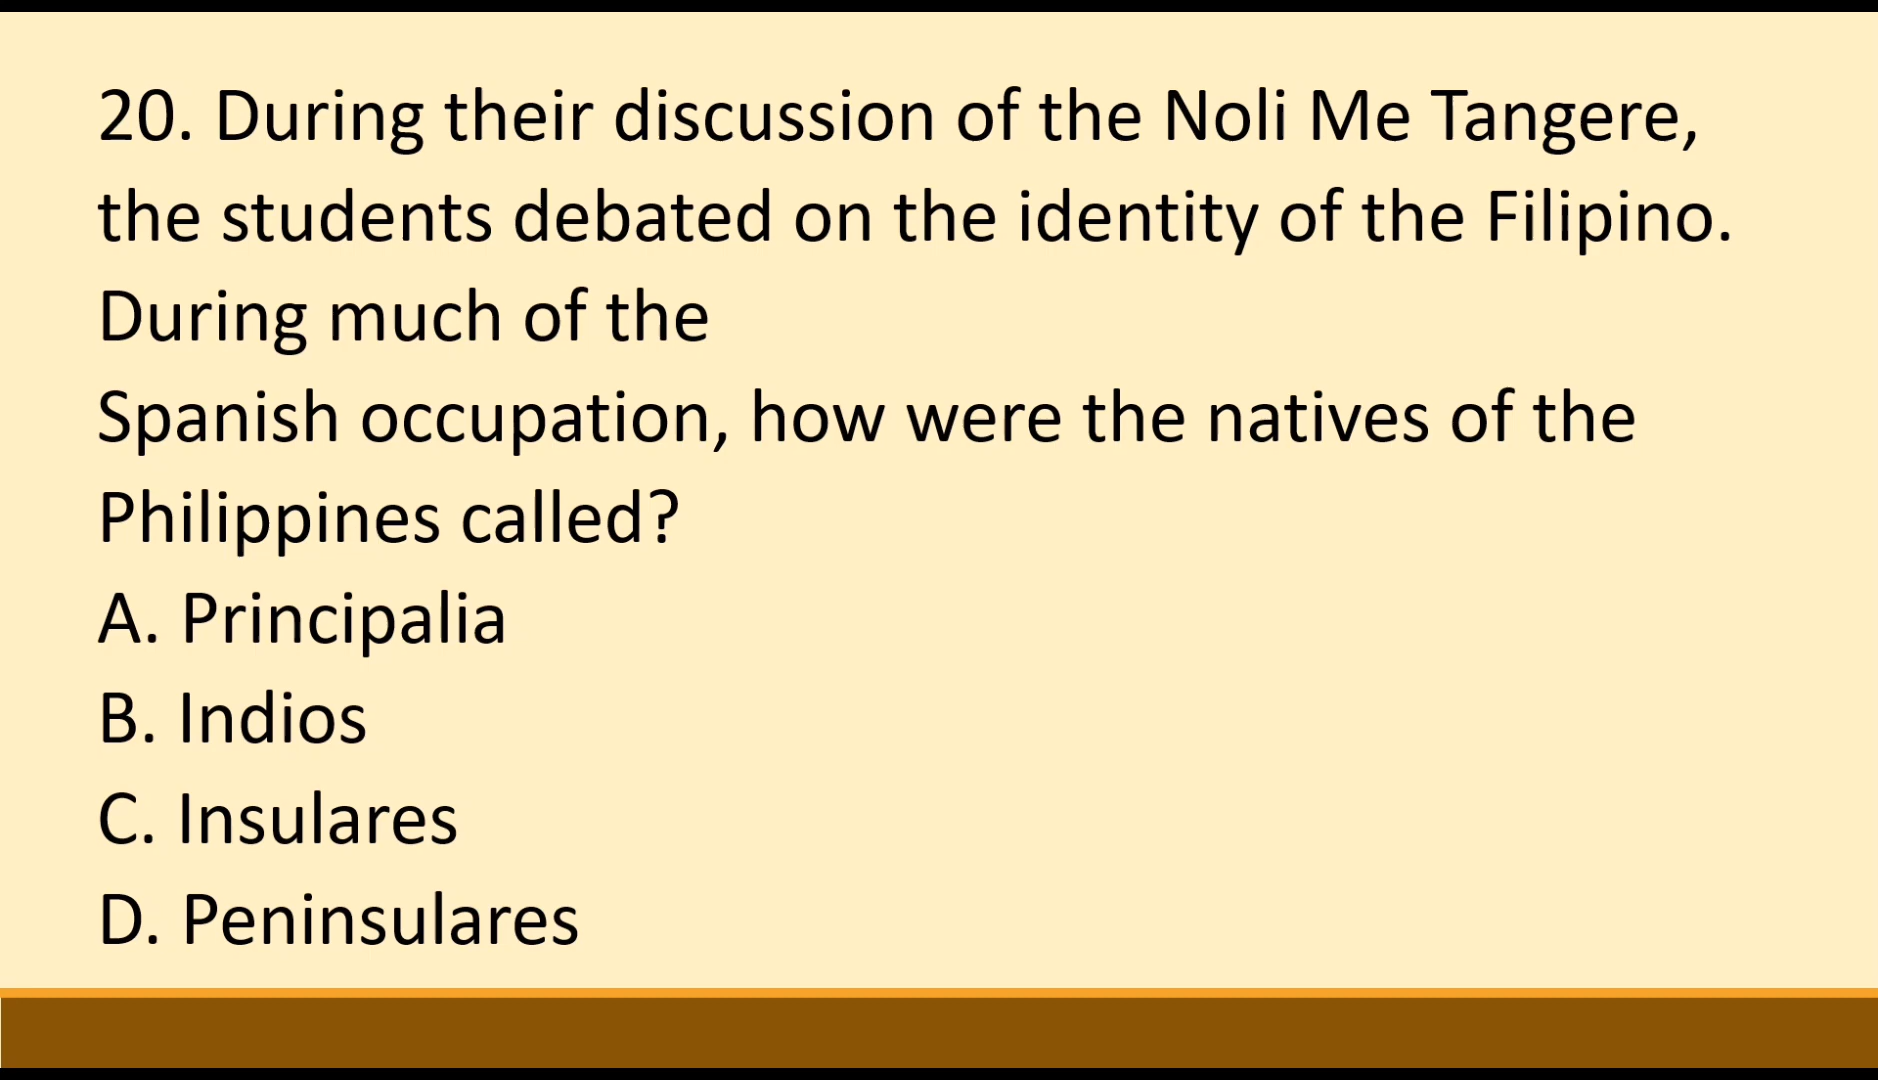 20. During their discussion of the Noli Me Tangere,
the students debated on the identity of the Filipino.
During much of the
Spanish occupation, how were the natives of the
Philippines called?
A. Principalia
B. Indios
C. Insulares
D. Peninsulares